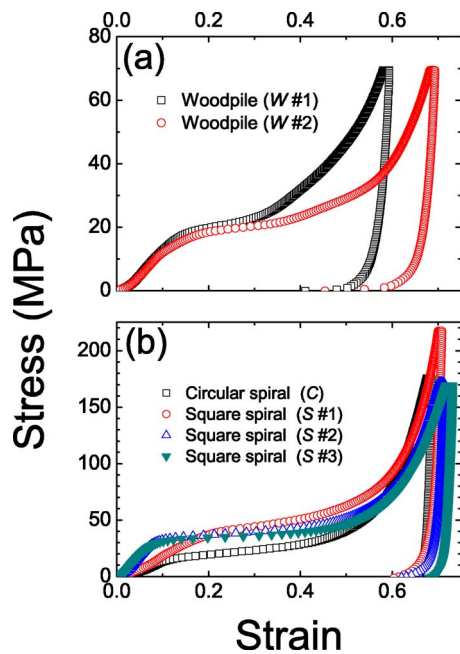 0.0 0.2 0.4 0.6
80
(a)
Woodpile (W #1)
Woodpile (W #2)
60
40
20
0
Stress (MPa)
200
(b)
Circular spiral (C)
Square spiral (S #1)
Square spiral (S #2)
Square spiral (S #3)
150
100
50
0
0.0 0.2 0.4 0.6
Strain